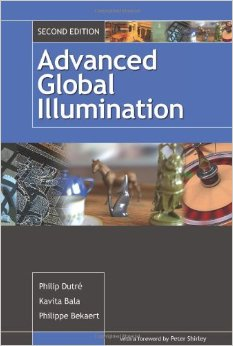 SECOND EDITION
Advanced
Global
Illumination
Philip Dutré
Kavita Bala
Philippe Bekaert
with a foreword by Peter Shirley